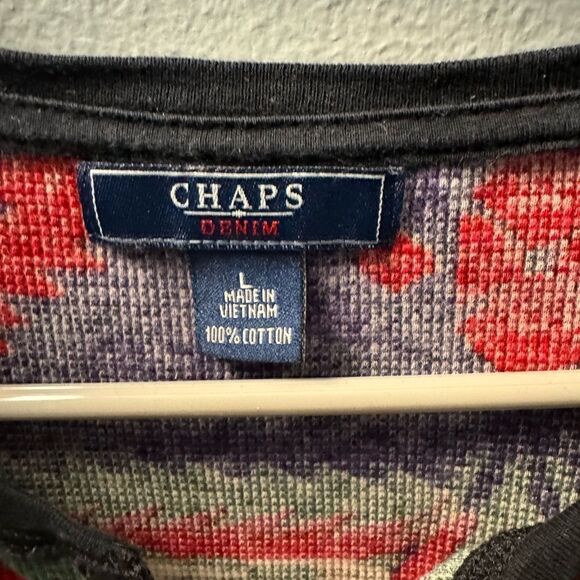 CHAPS
DENIM
L
MADE IN
VIETNAM
100% COTTON